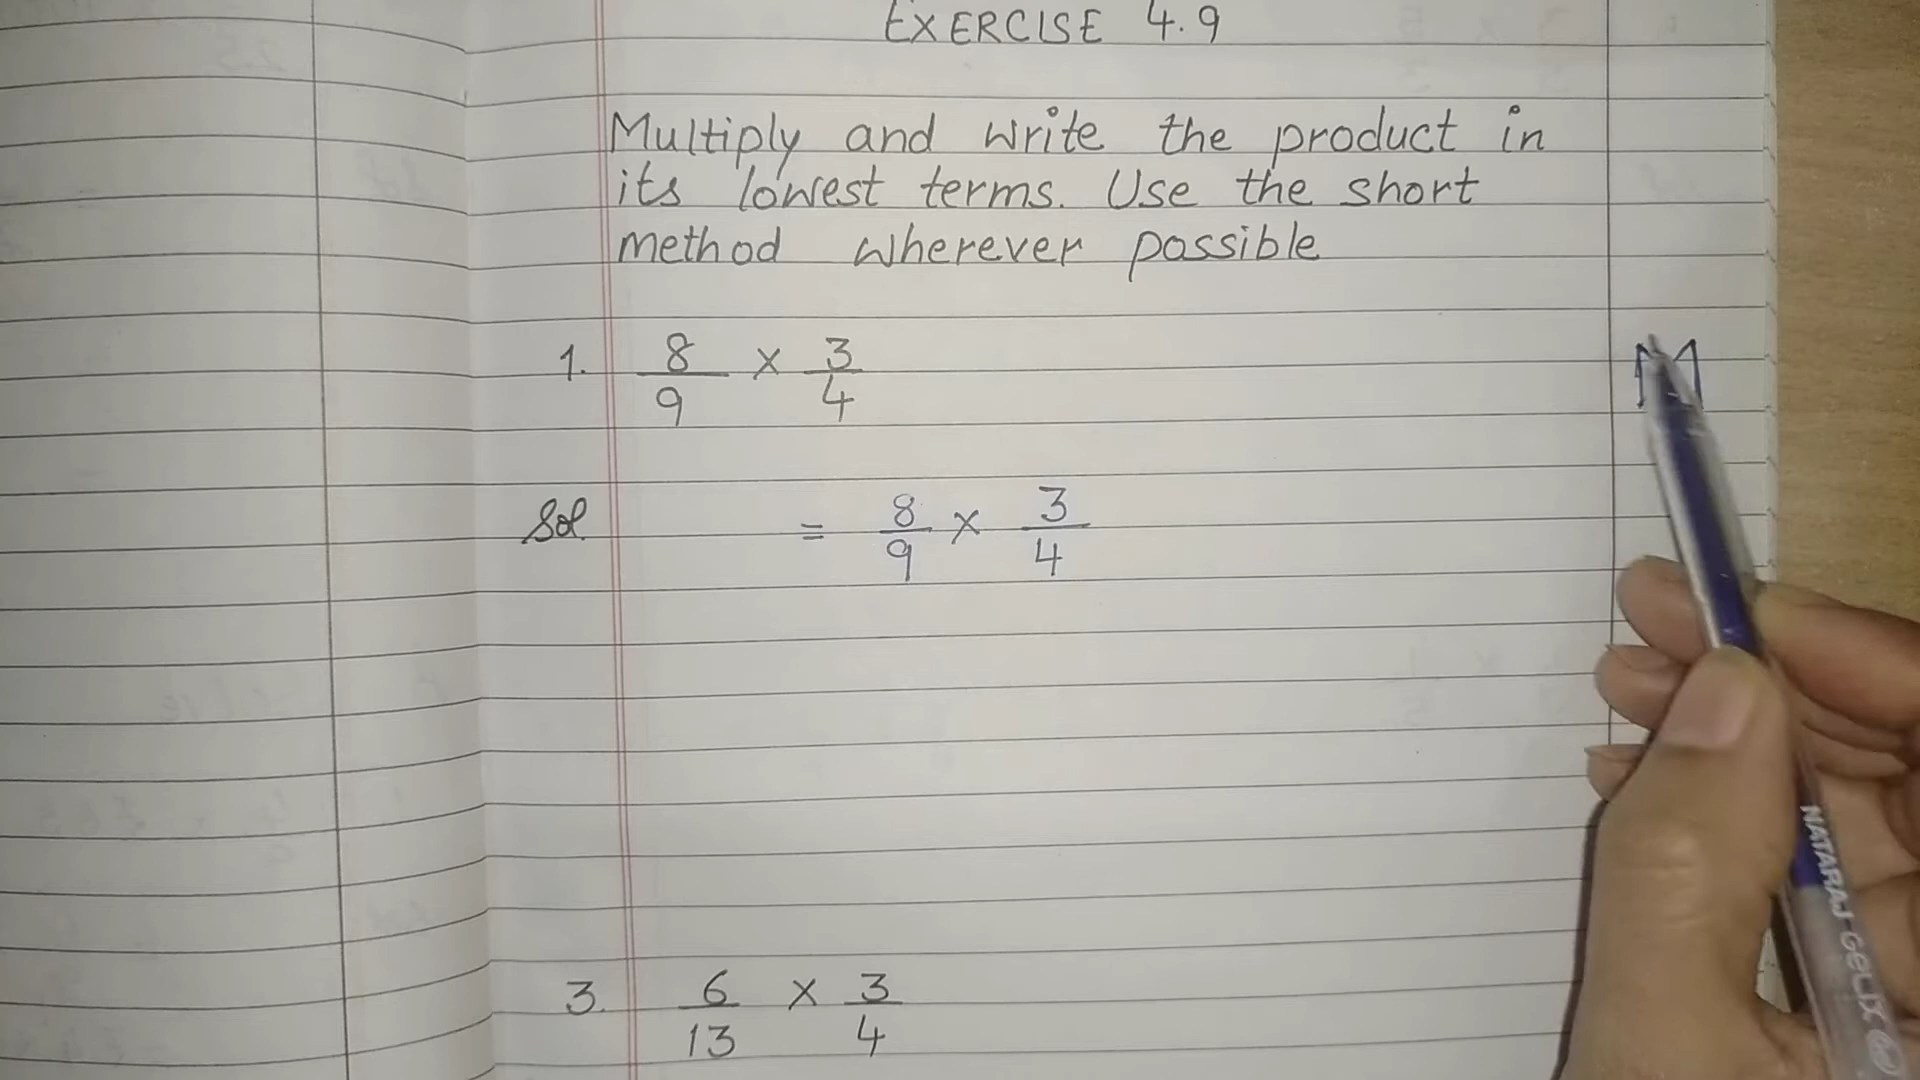 EXERCISE 4.9
Multiply and write the product in
its lowest terms. Use the short
method wherever possible
1. 8/9 × 3/4
Sol. = 8/9 × 3/4
M
3. 6/13 × 3/4
NATARAJ GELIX